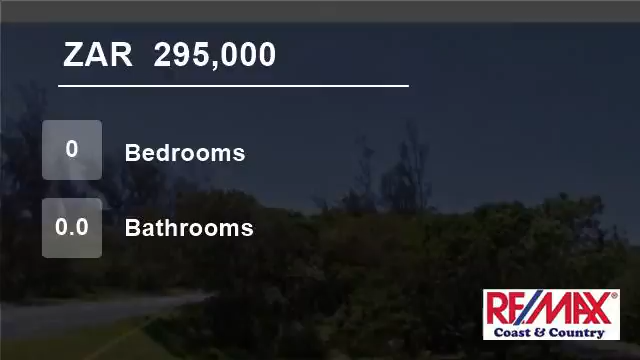 ZAR 295,000
0 Bedrooms
0.0 Bathrooms
RE/MAX®
Coast & Country